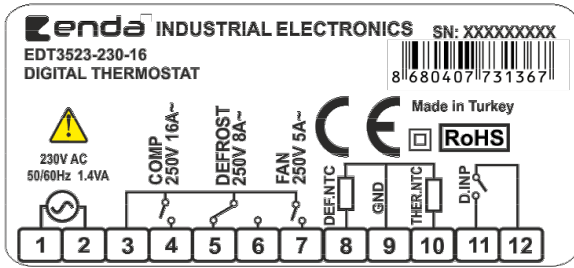 enda INDUSTRIAL ELECTRONICS
SN: XXXXXXXXX
EDT3523-230-16
DIGITAL THERMOSTAT
8 680407 731367
Made in Turkey
CE RoHS
230V AC
50/60Hz 1.4VA
COMP
250V 16A~
DEFROST
250V 8A~
FAN
250V 5A~
DEF.NTC
GND
THER.NTC
D.INP
1 2 3 4 5 6 7 8 9 10 11 12